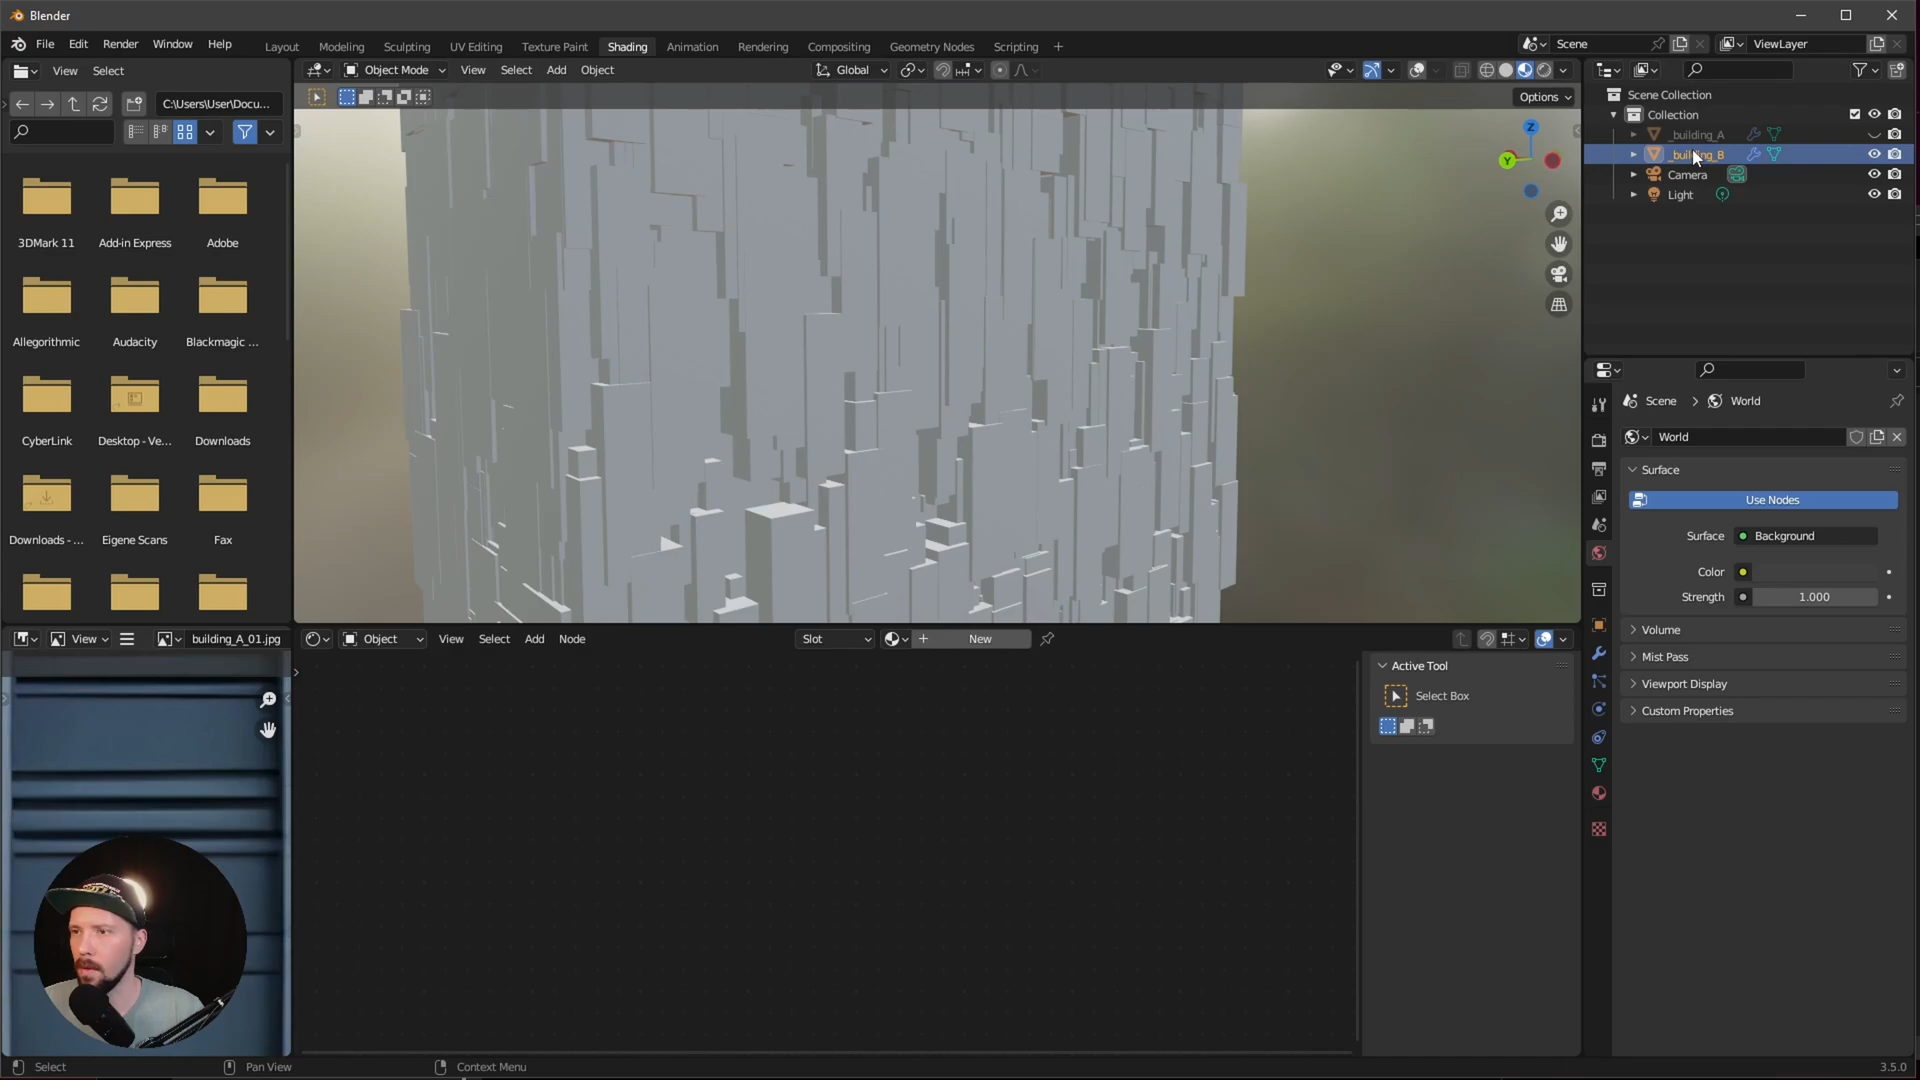 Blender
File Edit Render Window Help
Layout Modeling Sculpting UV Editing Texture Paint Shading Animation Rendering Compositing Geometry Nodes Scripting +
Scene
ViewLayer
View Select
Object Mode View Select Add Object
Global
C:\Users\User\Docu...
Options
Z
Y
3DMark 11 Add-in Express Adobe
Allegorithmic Audacity Blackmagic ...
CyberLink Desktop - Ve... Downloads
Downloads - ... Eigene Scans Fax
Scene Collection
Collection
_building_A
_building_B
Camera
Light
Scene > World
World
Surface
Use Nodes
Surface Background
Color
Strength 1.000
Volume
Mist Pass
Viewport Display
Custom Properties
View building_A_01.jpg
Object View Select Add Node
Slot
New
Active Tool
Select Box
Select Pan View Context Menu
3.5.0